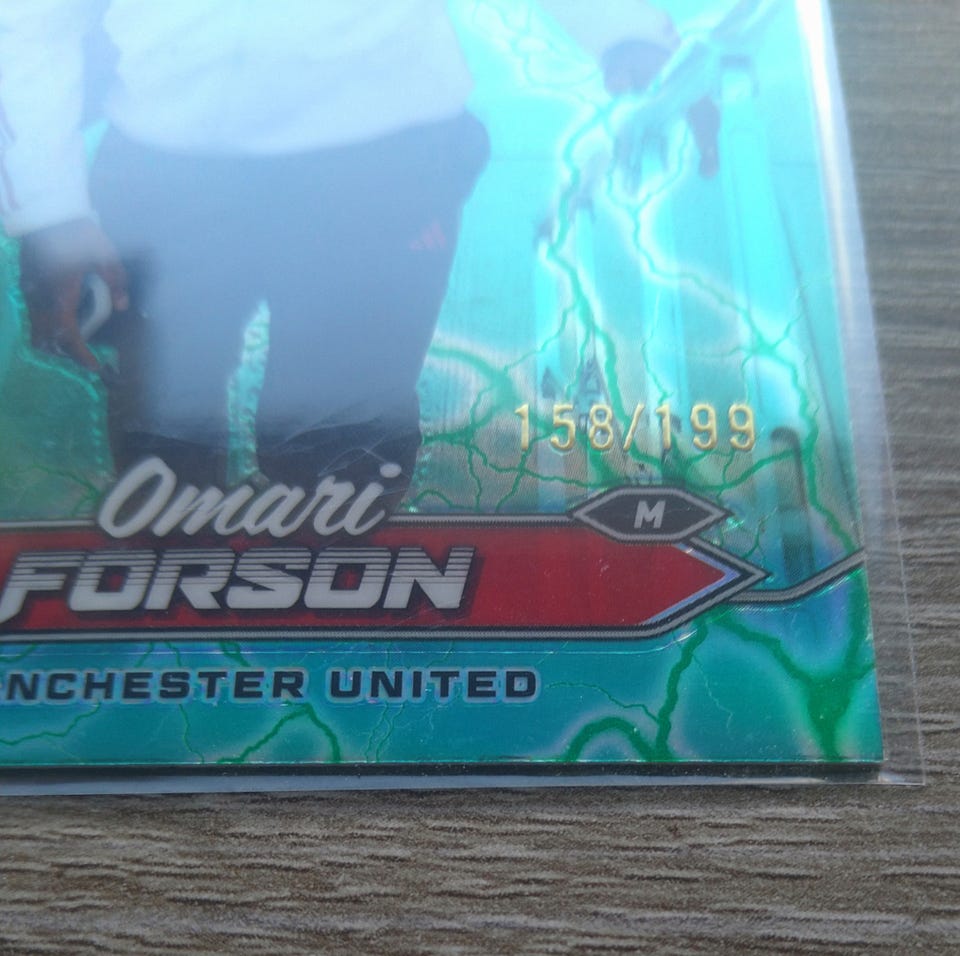 158/199
Omari
M
FORSON
NCHESTER UNITED